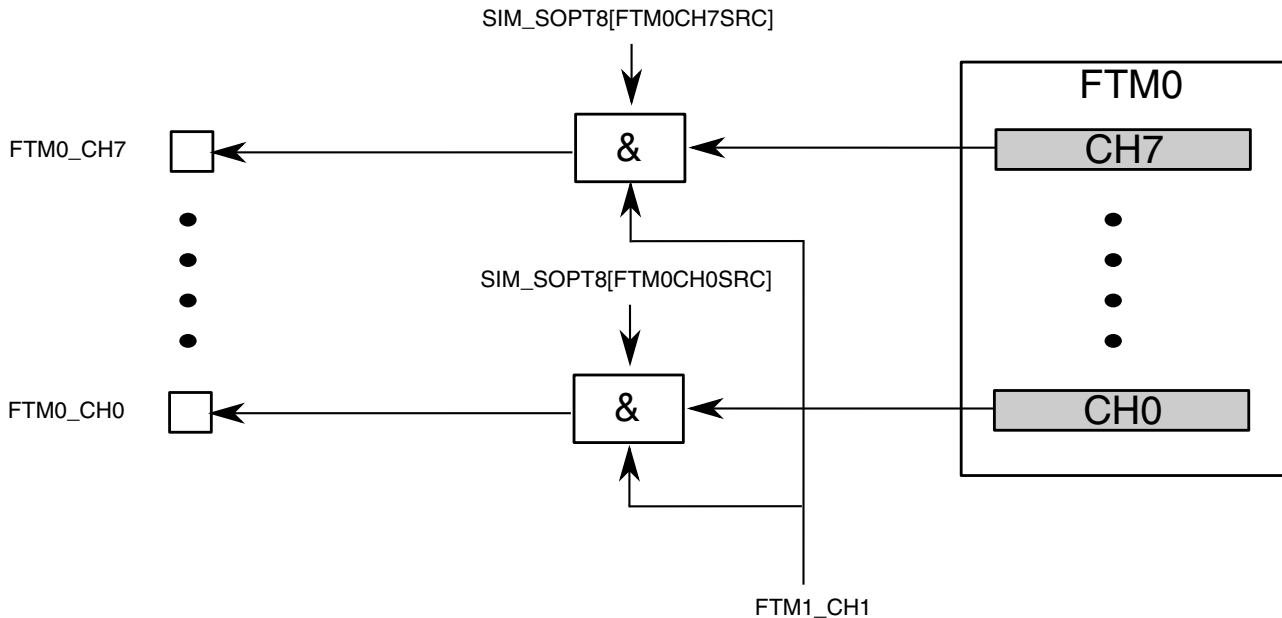 SIM_SOPT8[FTM0CH7SRC]
FTM0
FTM0_CH7
&
CH7
SIM_SOPT8[FTM0CH0SRC]
FTM0_CH0
&
CH0
FTM1_CH1